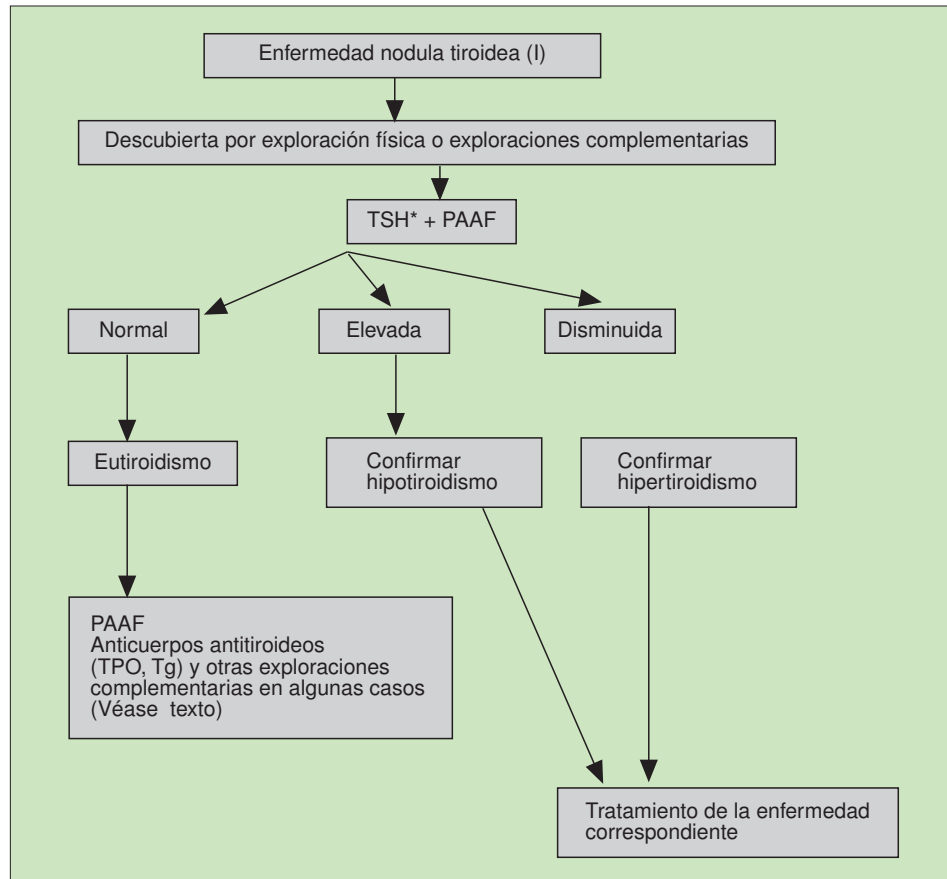 Enfermedad nodula tiroidea (I)
Descubierta por exploración física o exploraciones complementarias
TSH* + PAAF
Normal
Elevada
Disminuida
Eutiroidismo
Confirmar
hipotiroidismo
Confirmar
hipertiroidismo
PAAF
Anticuerpos antitiroideos
(TPO, Tg) y otras exploraciones
complementarias en algunas casos
(Véase texto)
Tratamiento de la enfermedad
correspondiente